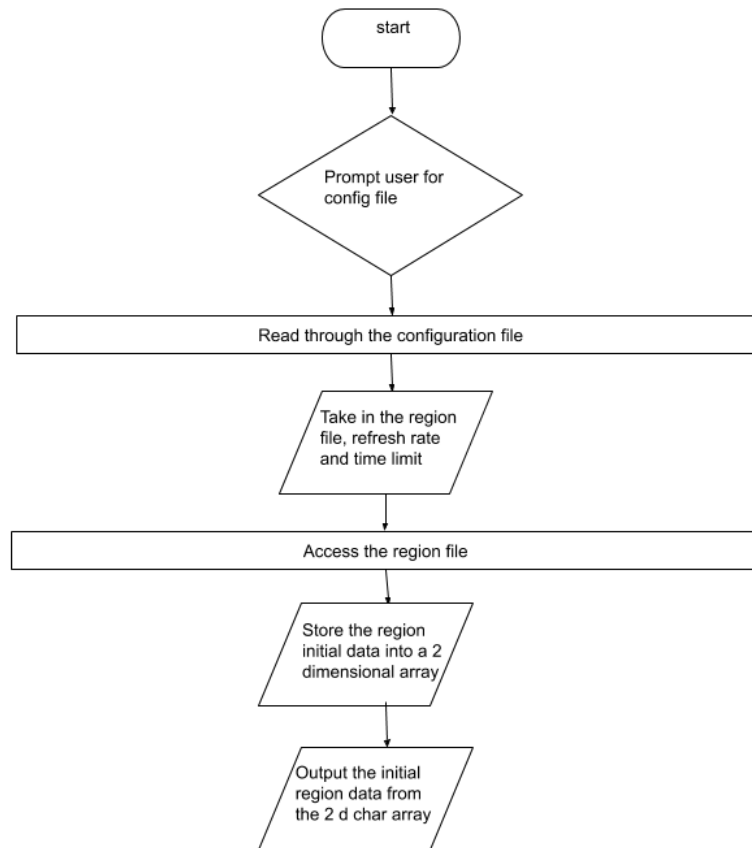 start
Prompt user for
config file
Read through the configuration file
Take in the region
file, refresh rate
and time limit
Access the region file
Store the region
initial data into a 2
dimensional array
Output the initial
region data from
the 2 d char array